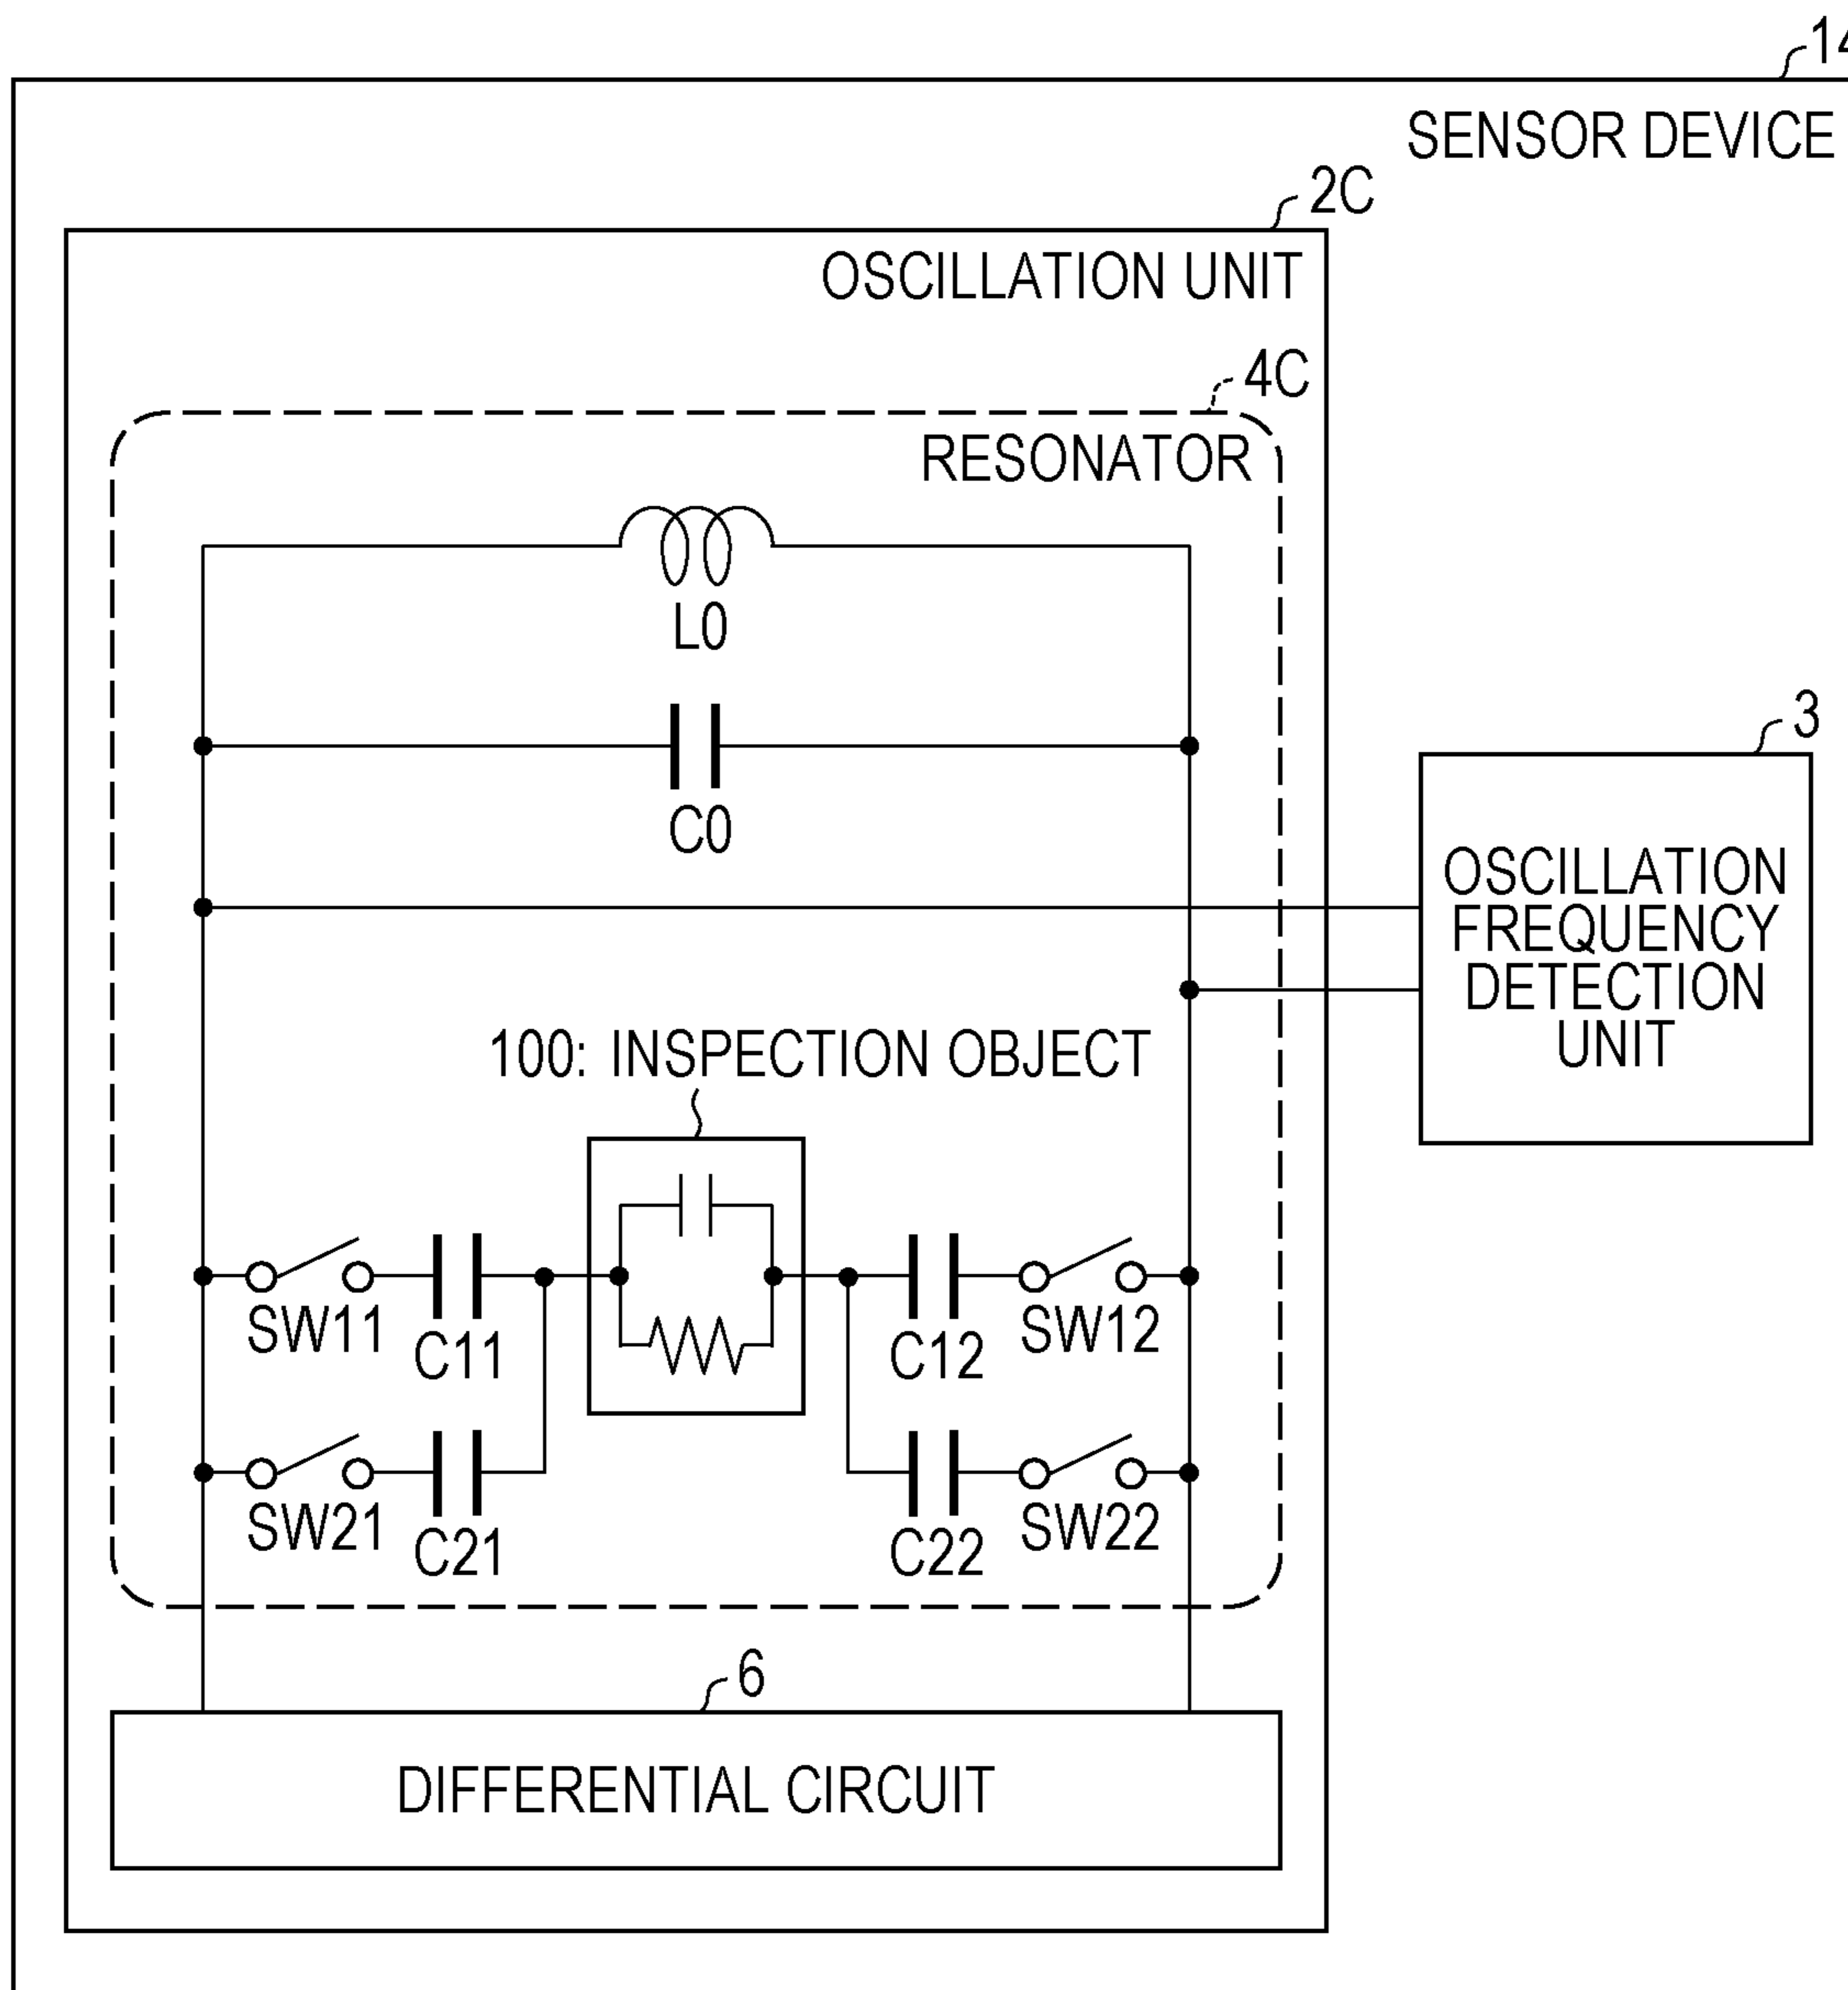 14
SENSOR DEVICE
2C
OSCILLATION UNIT
4C
RESONATOR
L0
C0
3
OSCILLATION
FREQUENCY
DETECTION
UNIT
100: INSPECTION OBJECT
SW11
C11
C12
SW12
SW21
C21
C22
SW22
6
DIFFERENTIAL CIRCUIT